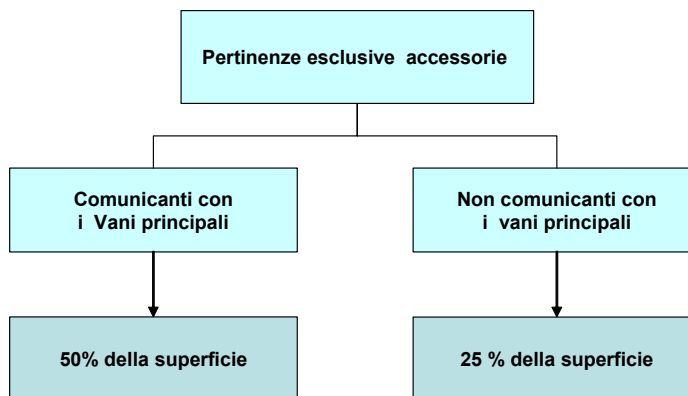 Pertinenze esclusive accessorie
Comunicanti con
i Vani principali
Non comunicanti con
i vani principali
50% della superficie
25 % della superficie